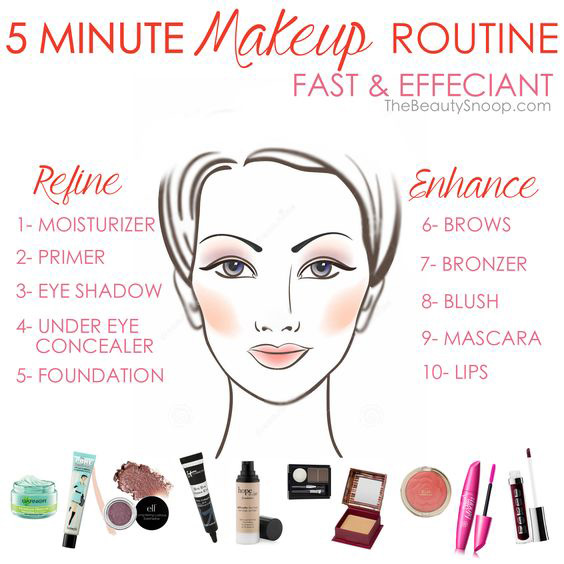 5 MINUTE Makeup ROUTINE
FAST & EFFECIANT
TheBeautySnoop.com
Refine
1- MOISTURIZER
2- PRIMER
3- EYE SHADOW
4- UNDER EYE
CONCEALER
5- FOUNDATION
Enhance
6- BROWS
7- BRONZER
8- BLUSH
9- MASCARA
10- LIPS
GARNIER
e.l.f.
hope